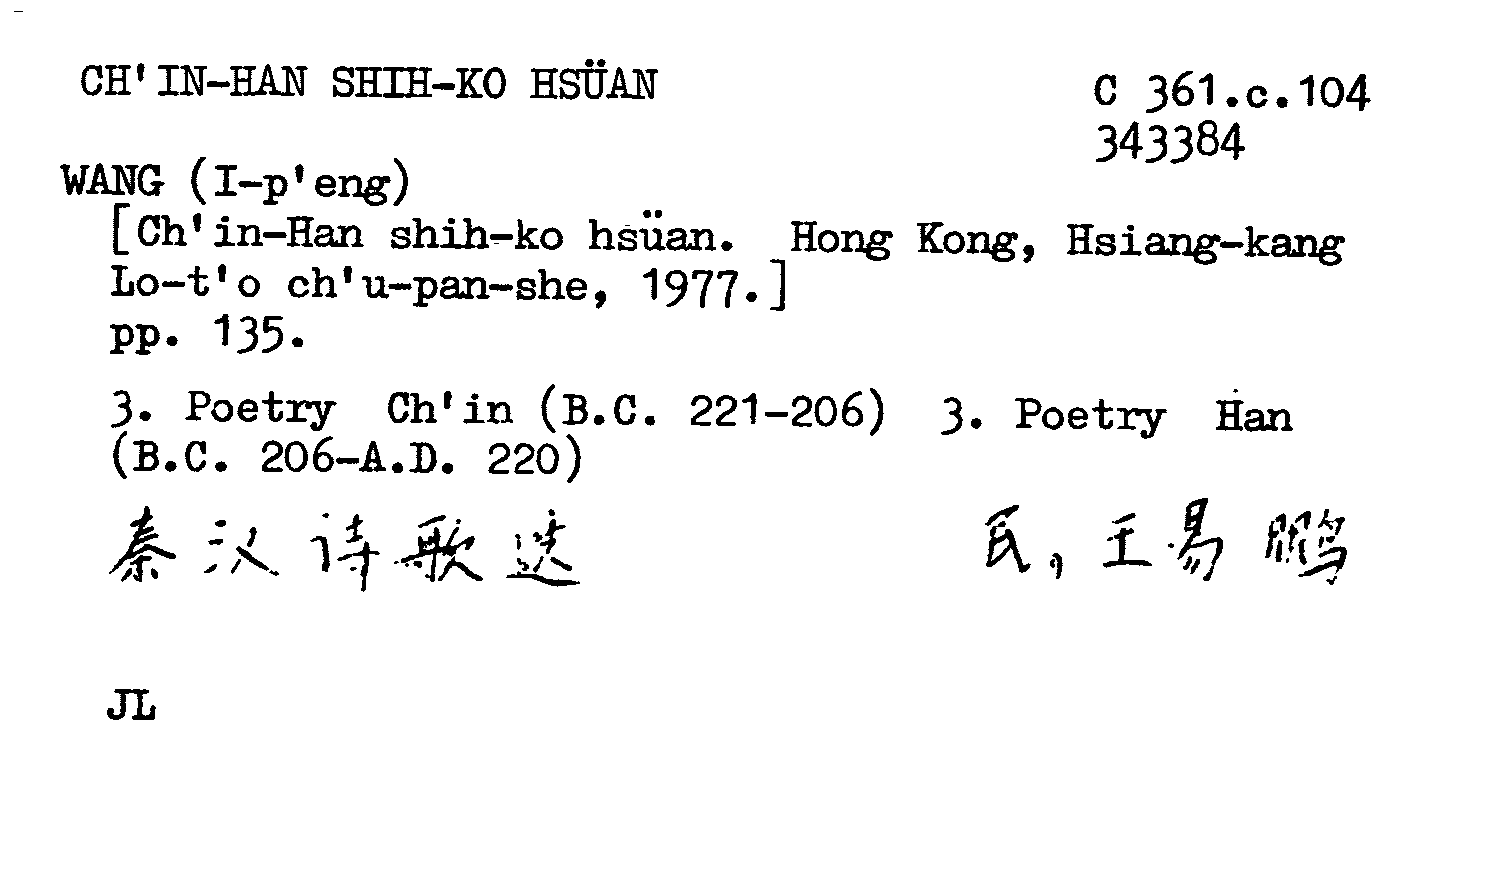 CH'IN-HAN SHIH-KO HSÜAN
C 361.c.104
343384
WANG (I-p'eng)
[Ch'in-Han shih-ko hsüan. Hong Kong, Hsiang-kang
Lo-t'o ch'u-pan-she, 1977.]
pp. 135.
3. Poetry Ch'in (B.C. 221-206) 3. Poetry Han
(B.C. 206-A.D. 220)
秦汉诗歌选 民,王易鹏
JL